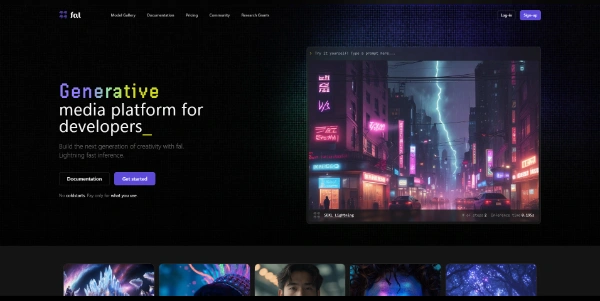 fal
Model Gallery Documentation Pricing Community Research Grants
Log-in Sign-up
Try it yourself! Type a prompt here...
Generative
media platform for
developers_
Build the next generation of creativity with fal.
Lightning fast inference.
Documentation Get started
No coldstarts. Pay only for what you use.
SDXL Lightning